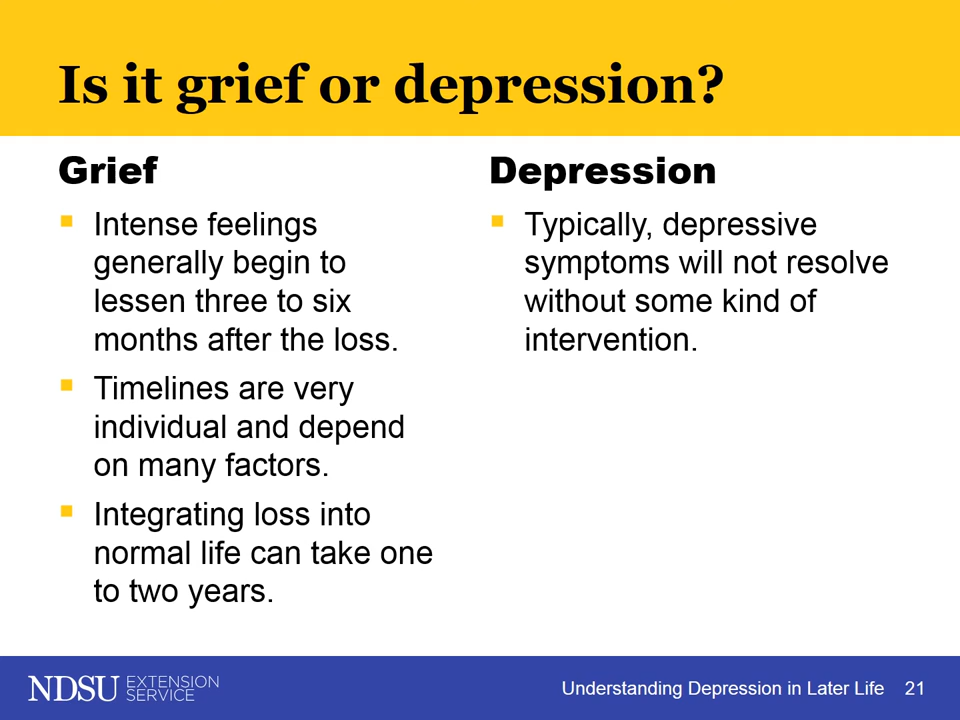 Is it grief or depression?
Grief
Intense feelings
generally begin to
lessen three to six
months after the loss.
Timelines are very
individual and depend
on many factors.
Integrating loss into
normal life can take one
to two years.
Depression
Typically, depressive
symptoms will not resolve
without some kind of
intervention.
NDSU EXTENSION
SERVICE
Understanding Depression in Later Life 21